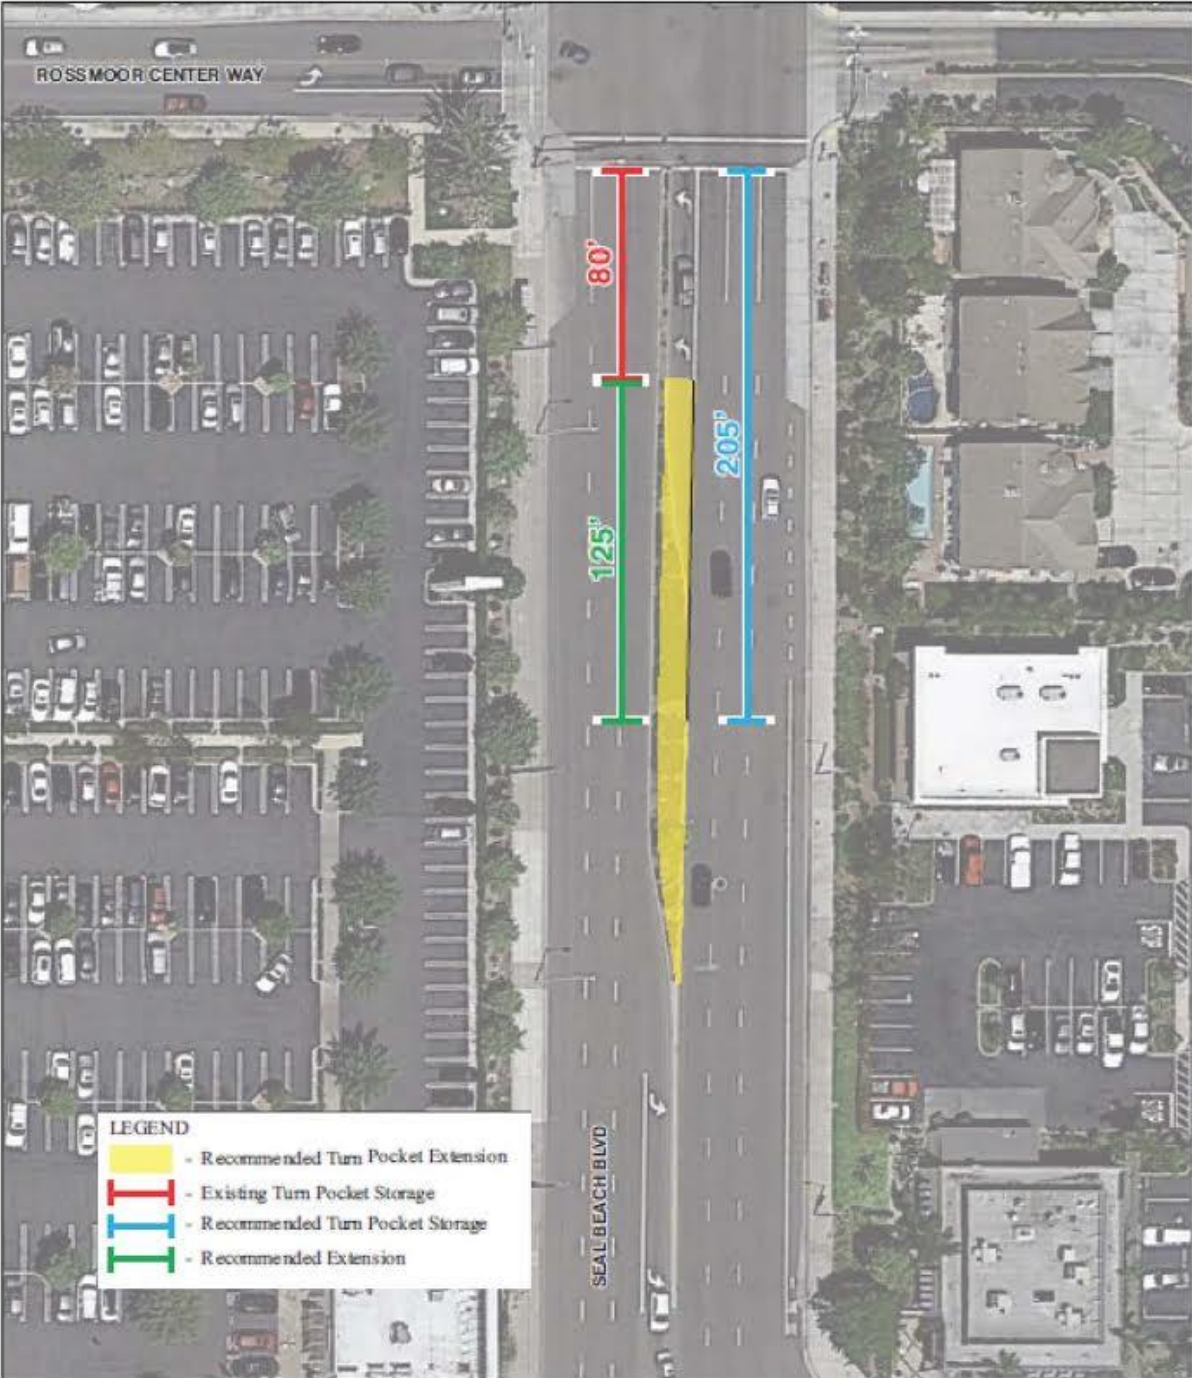 ROSSMOOR CENTER WAY
80'
205'
125'
LEGEND
- Recommended Turn Pocket Extension
- Existing Turn Pocket Storage
- Recommended Turn Pocket Storage
- Recommended Extension
SEAL BEACH BLVD